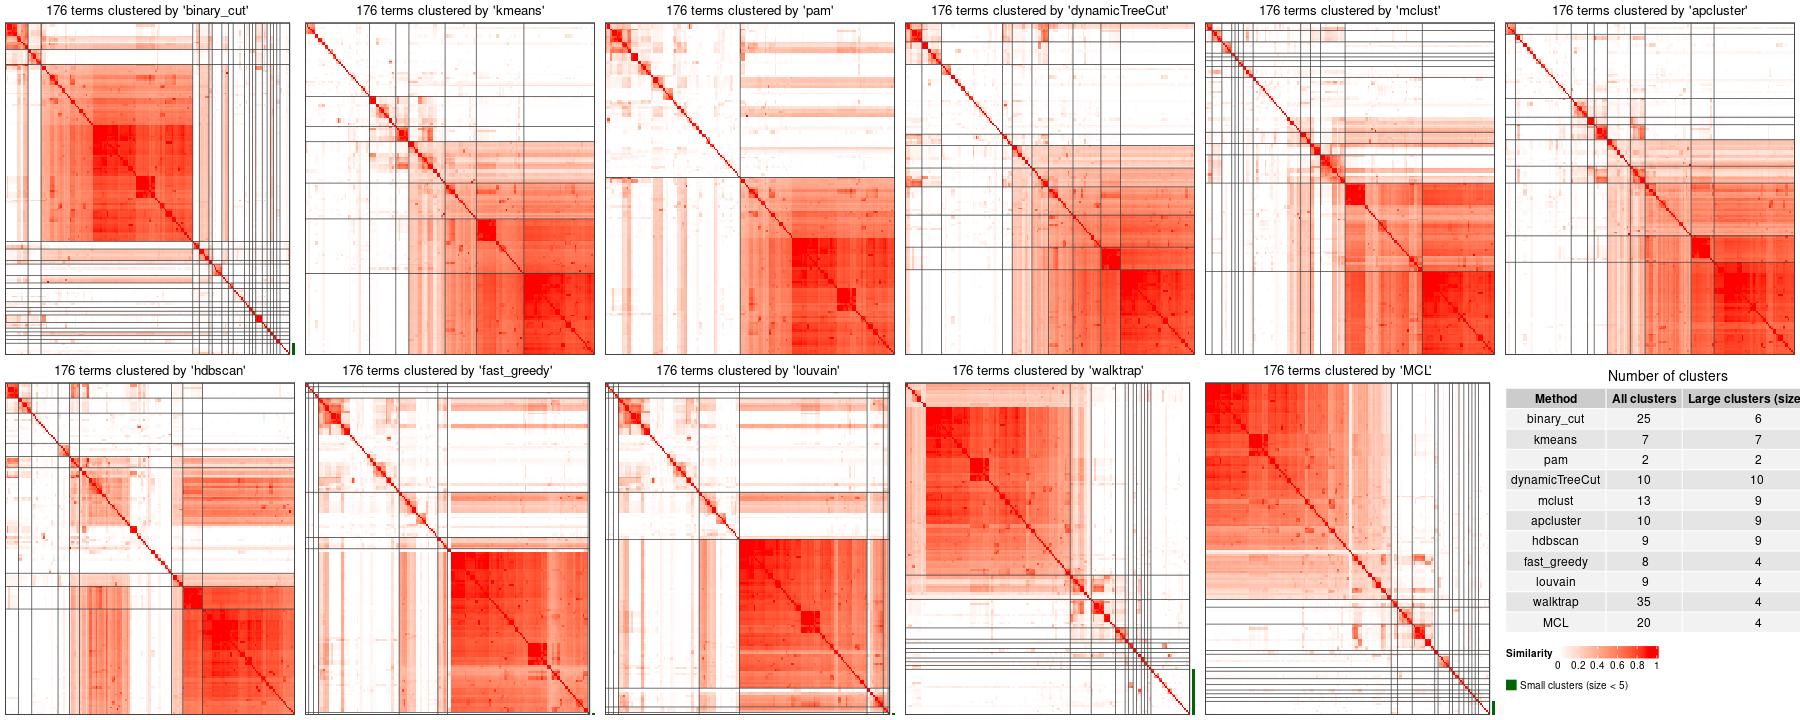 176 terms clustered by 'binary_cut'
176 terms clustered by 'kmeans'
176 terms clustered by 'pam'
176 terms clustered by 'dynamicTreeCut'
176 terms clustered by 'mclust'
176 terms clustered by 'apcluster'
176 terms clustered by 'hdbscan'
176 terms clustered by 'fast_greedy'
176 terms clustered by 'louvain'
176 terms clustered by 'walktrap'
176 terms clustered by 'MCL'
Number of clusters
Method All clusters Large clusters (size
binary_cut 25 6
kmeans 7 7
pam 2 2
dynamicTreeCut 10 10
mclust 13 9
apcluster 10 9
hdbscan 9 9
fast_greedy 8 4
louvain 9 4
walktrap 35 4
MCL 20 4
Similarity
0 0.2 0.4 0.6 0.8 1
Small clusters (size < 5)